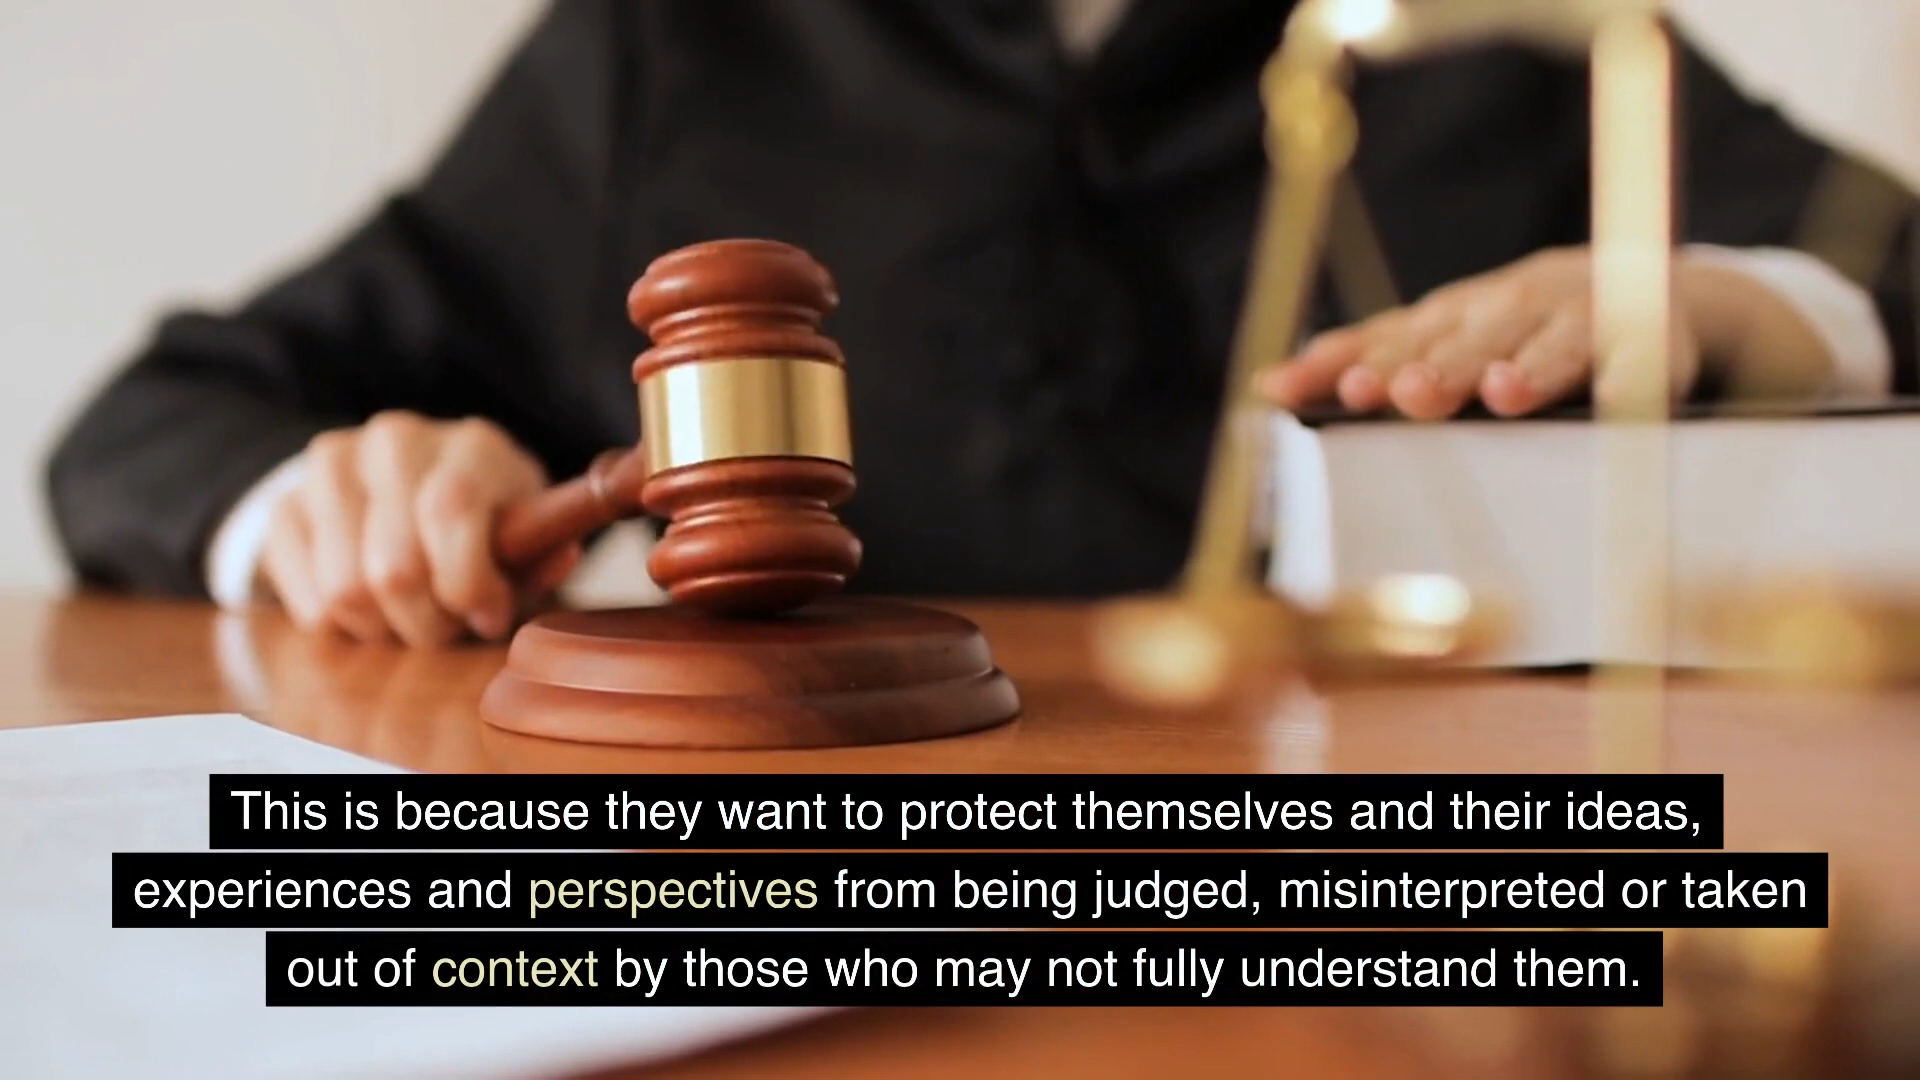 This is because they want to protect themselves and their ideas,
experiences and perspectives from being judged, misinterpreted or taken
out of context by those who may not fully understand them.